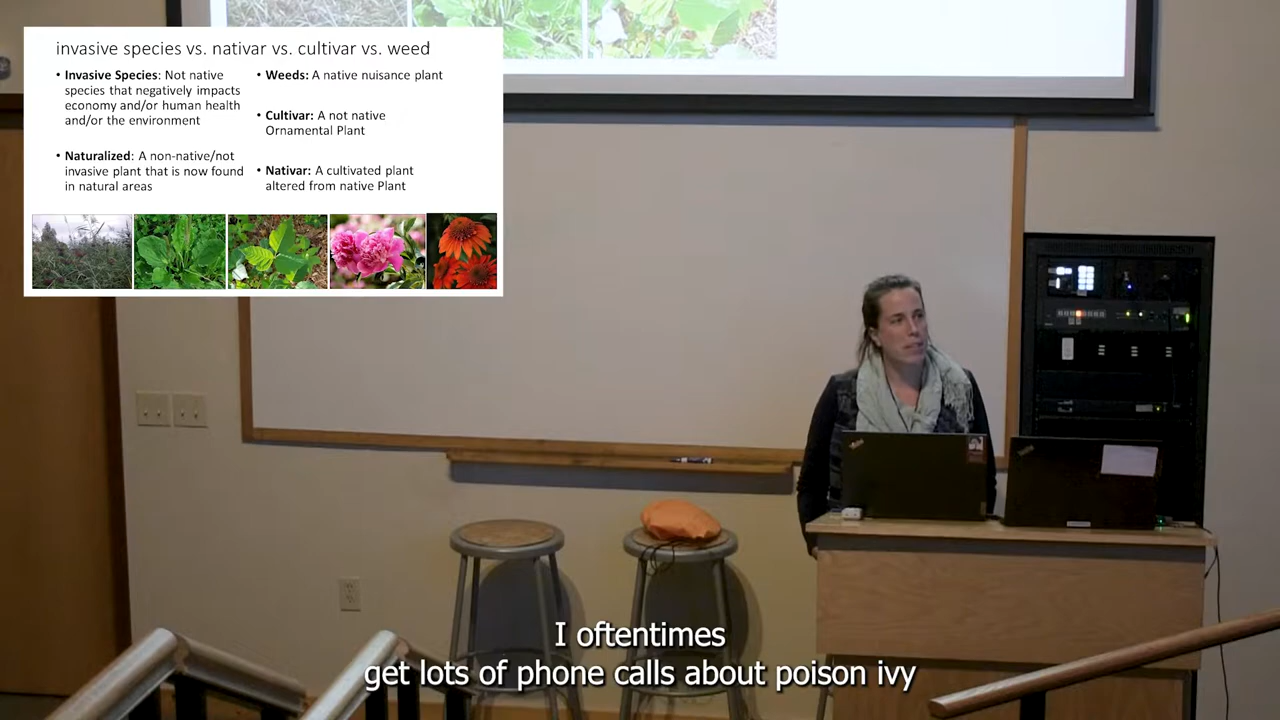 invasive species vs. nativar vs. cultivar vs. weed
• Invasive Species: Not native
species that negatively impacts
economy and/or human health
and/or the environment
• Naturalized: A non-native/not
invasive plant that is now found
in natural areas
• Weeds: A native nuisance plant
• Cultivar: A not native
Ornamental Plant
• Nativar: A cultivated plant
altered from native Plant
I oftentimes
get lots of phone calls about poison ivy